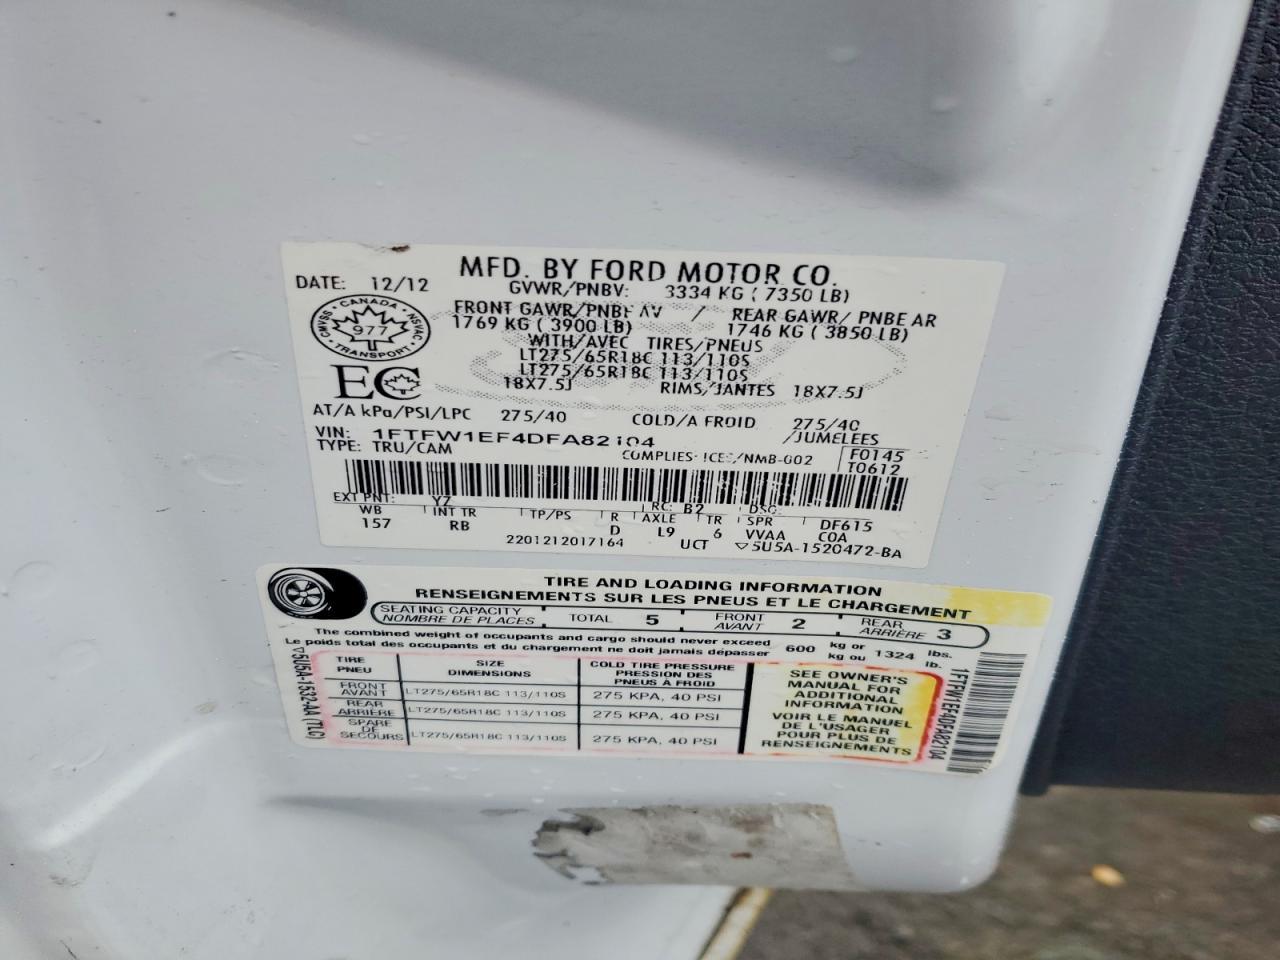 MFD. BY FORD MOTOR CO.
DATE: 12/12
GVWR/PNBV: 3334 KG ( 7350 LB)
CANADA
CMVSS 977 NSVAC
TRANSPORT
EC
FRONT GAWR/PNBE AV / REAR GAWR/ PNBE AR
1769 KG ( 3900 LB) 1746 KG ( 3850 LB)
WITH/AVEC TIRES/PNEUS
LT275/65R18C 113/110S
LT275/65R18C 113/110S
18X7.5J RIMS/JANTES 18X7.5J
AT/A kPa/PSI/LPC 275/40 COLD/A FROID 275/40
/JUMELEES
VIN: 1FTFW1EF4DFA82104
TYPE: TRU/CAM COMPLIES: ICES/NMB-002
F0145
T0612
EXT PNT: YZ RC: B2 DSO:
WB INT TR TP/PS R AXLE TR SPR DF615
157 RB D L9 6 VVAA C0A
2201212017164 UCT ▽5U5A-1520472-BA
TIRE AND LOADING INFORMATION
RENSEIGNEMENTS SUR LES PNEUS ET LE CHARGEMENT
SEATING CAPACITY TOTAL 5 FRONT 2 REAR 3
NOMBRE DE PLACES AVANT ARRIÈRE
The combined weight of occupants and cargo should never exceed 600 kg or 1324 lbs.
Le poids total des occupants et du chargement ne doit jamais dépasser kg ou lb.
TIRE SIZE COLD TIRE PRESSURE
PNEU DIMENSIONS PRESSION DES PNEUS À FROID
FRONT AVANT LT275/65R18C 113/110S 275 KPA, 40 PSI
REAR ARRIÈRE LT275/65R18C 113/110S 275 KPA, 40 PSI
SPARE DE SECOURS LT275/65R18C 113/110S 275 KPA, 40 PSI
SEE OWNER'S
MANUAL FOR
ADDITIONAL
INFORMATION
VOIR LE MANUEL
DE L'USAGER
POUR PLUS DE
RENSEIGNEMENTS
▽5U5A-1532-AA (TLC)
1FTFW1EF4DFA82104